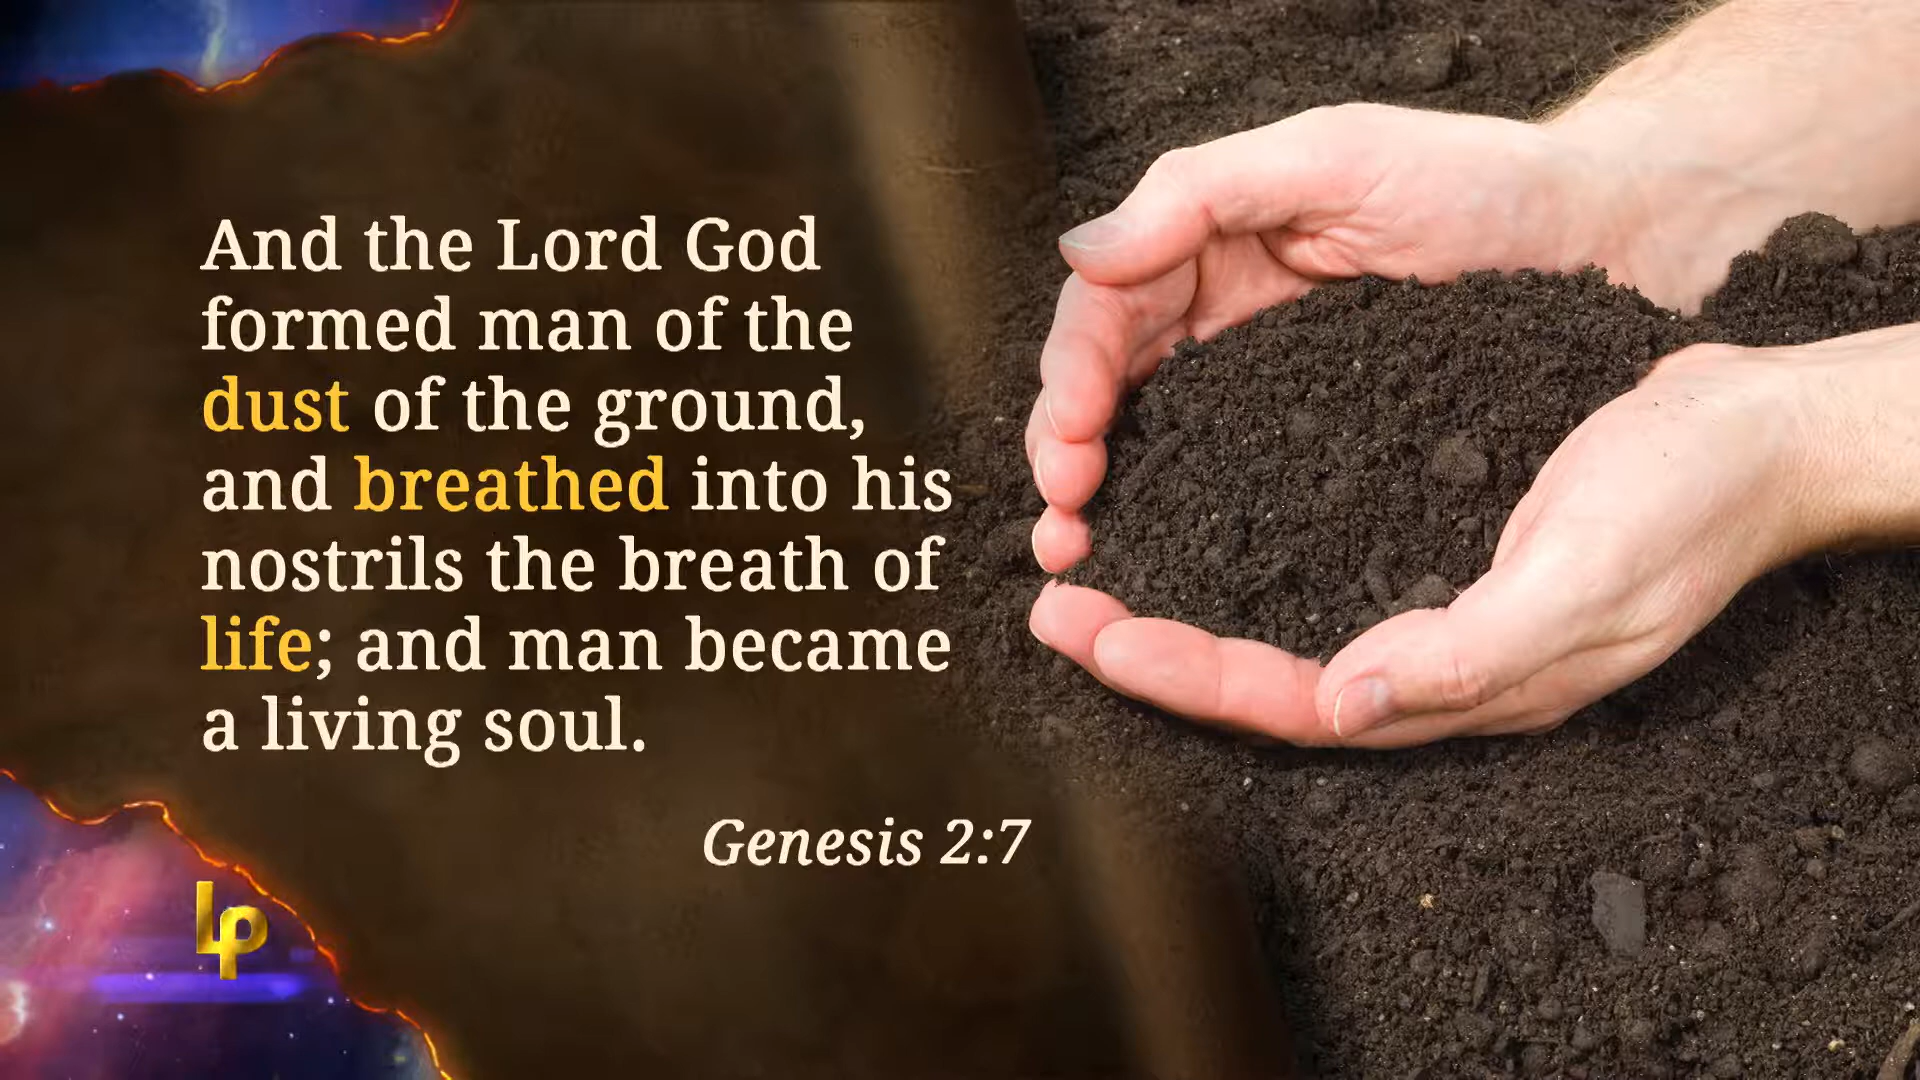 And the Lord God
formed man of the
dust of the ground,
and breathed into his
nostrils the breath of
life; and man became
a living soul.
Genesis 2:7
LP